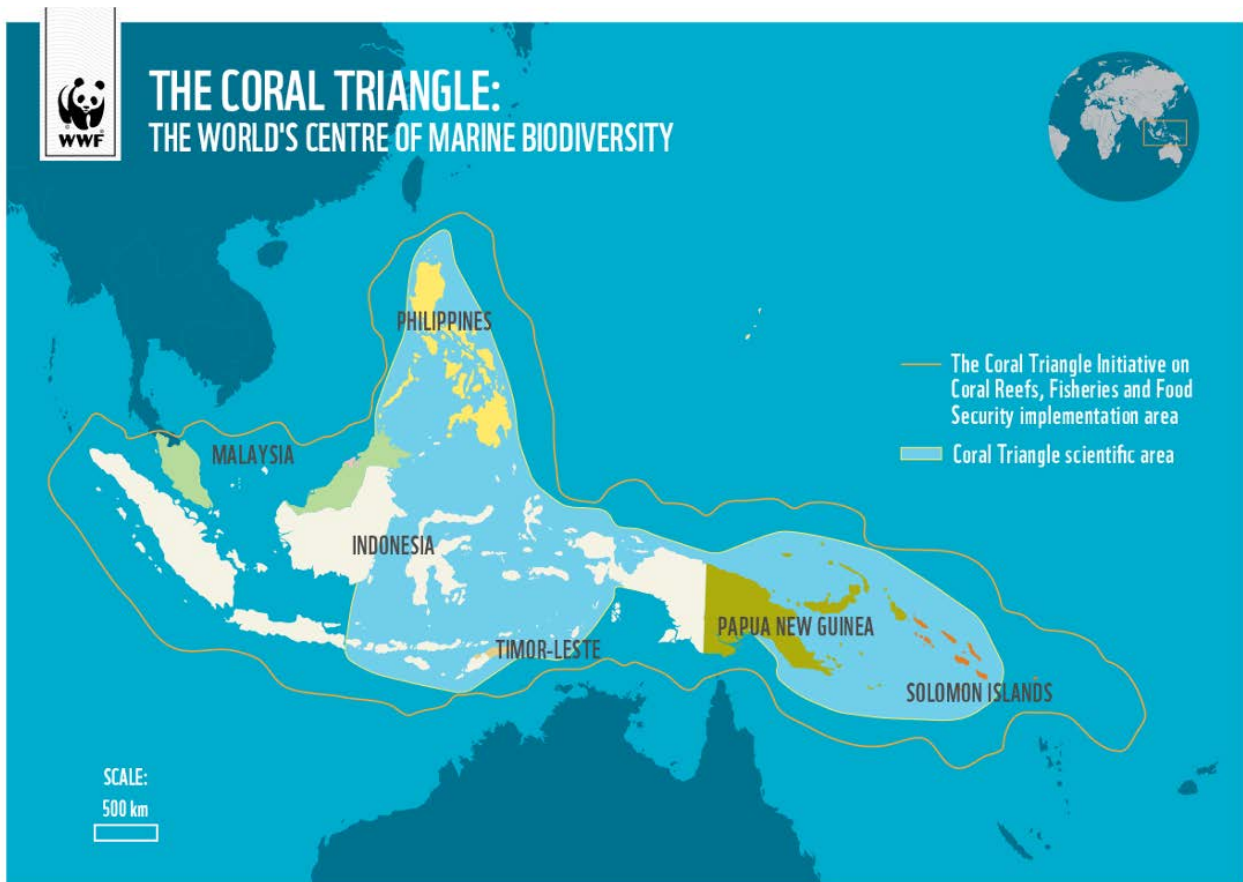 WWF
THE CORAL TRIANGLE:
THE WORLD'S CENTRE OF MARINE BIODIVERSITY
PHILIPPINES
The Coral Triangle Initiative on
Coral Reefs, Fisheries and Food
Security implementation area
MALAYSIA
Coral Triangle scientific area
INDONESIA
PAPUA NEW GUINEA
TIMOR-LESTE
SOLOMON ISLANDS
SCALE:
500 km